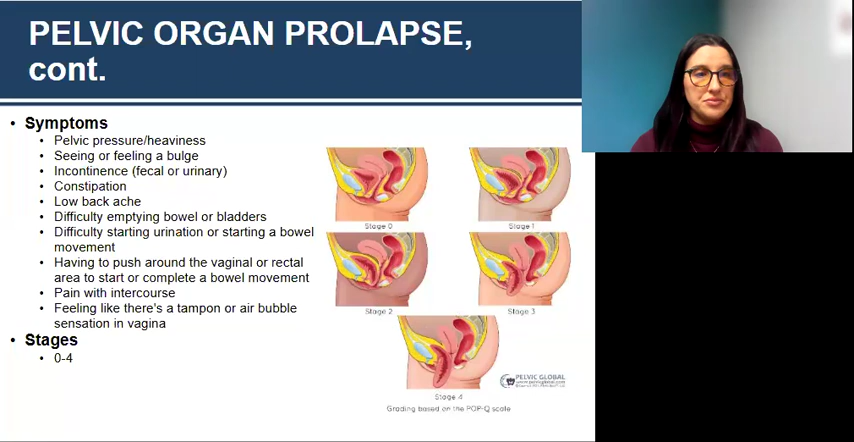 PELVIC ORGAN PROLAPSE,
cont.
• Symptoms
• Pelvic pressure/heaviness
• Seeing or feeling a bulge
• Incontinence (fecal or urinary)
• Constipation
• Low back ache
• Difficulty emptying bowel or bladders
• Difficulty starting urination or starting a bowel
movement
• Having to push around the vaginal or rectal
area to start or complete a bowel movement
• Pain with intercourse
• Feeling like there's a tampon or air bubble
sensation in vagina
• Stages
• 0-4
Stage 0
Stage 1
Stage 2
Stage 3
Stage 4
PELVIC GLOBAL
www.pelvicglobal.com
Grading based on the POP-Q scale